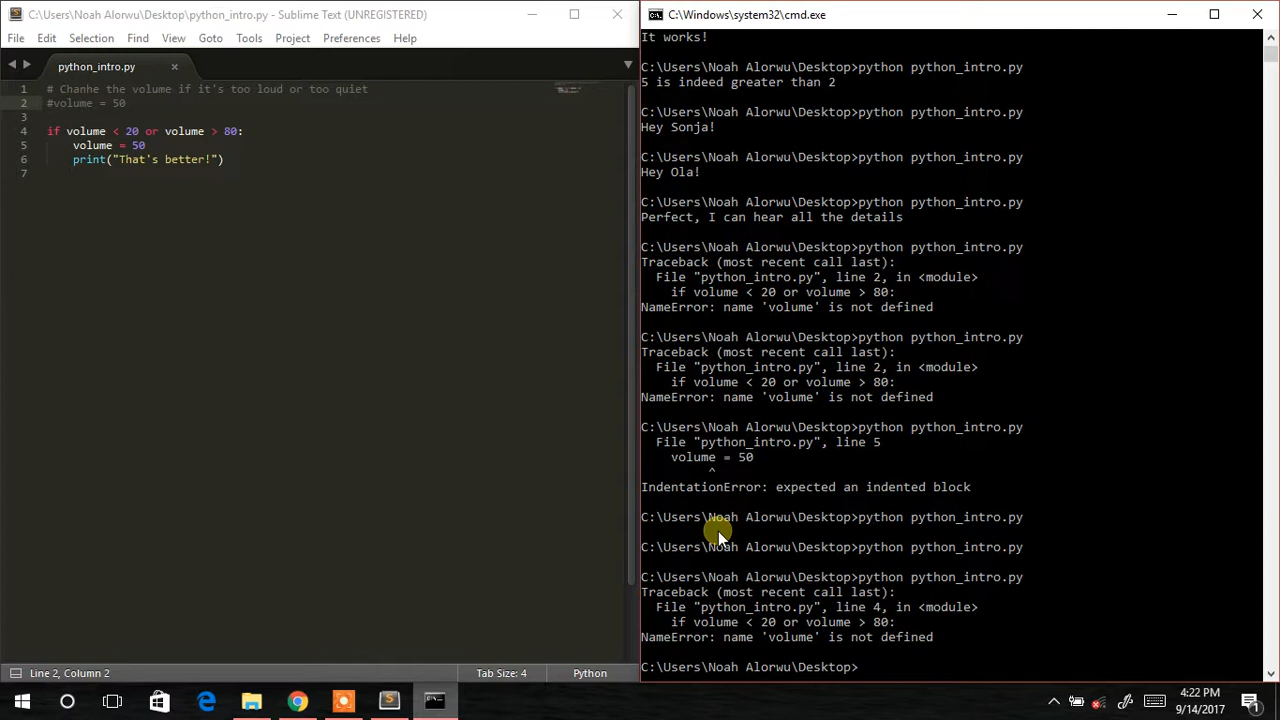 C:\Users\Noah Alorwu\Desktop\python_intro.py - Sublime Text (UNREGISTERED)
File Edit Selection Find View Goto Tools Project Preferences Help
python_intro.py
1 # Chanhe the volume if it's too loud or too quiet
2 #volume = 50
3
4 if volume < 20 or volume > 80:
5 volume = 50
6 print("That's better!")
7
Line 2, Column 2
Tab Size: 4
Python
C:\Windows\system32\cmd.exe
It works!
C:\Users\Noah Alorwu\Desktop>python python_intro.py
5 is indeed greater than 2
C:\Users\Noah Alorwu\Desktop>python python_intro.py
Hey Sonja!
C:\Users\Noah Alorwu\Desktop>python python_intro.py
Hey Ola!
C:\Users\Noah Alorwu\Desktop>python python_intro.py
Perfect, I can hear all the details
C:\Users\Noah Alorwu\Desktop>python python_intro.py
Traceback (most recent call last):
File "python_intro.py", line 2, in <module>
if volume < 20 or volume > 80:
NameError: name 'volume' is not defined
C:\Users\Noah Alorwu\Desktop>python python_intro.py
Traceback (most recent call last):
File "python_intro.py", line 2, in <module>
if volume < 20 or volume > 80:
NameError: name 'volume' is not defined
C:\Users\Noah Alorwu\Desktop>python python_intro.py
File "python_intro.py", line 5
volume = 50
^
IndentationError: expected an indented block
C:\Users\Noah Alorwu\Desktop>python python_intro.py
C:\Users\Noah Alorwu\Desktop>python python_intro.py
C:\Users\Noah Alorwu\Desktop>python python_intro.py
Traceback (most recent call last):
File "python_intro.py", line 4, in <module>
if volume < 20 or volume > 80:
NameError: name 'volume' is not defined
C:\Users\Noah Alorwu\Desktop>
4:22 PM
9/14/2017
1